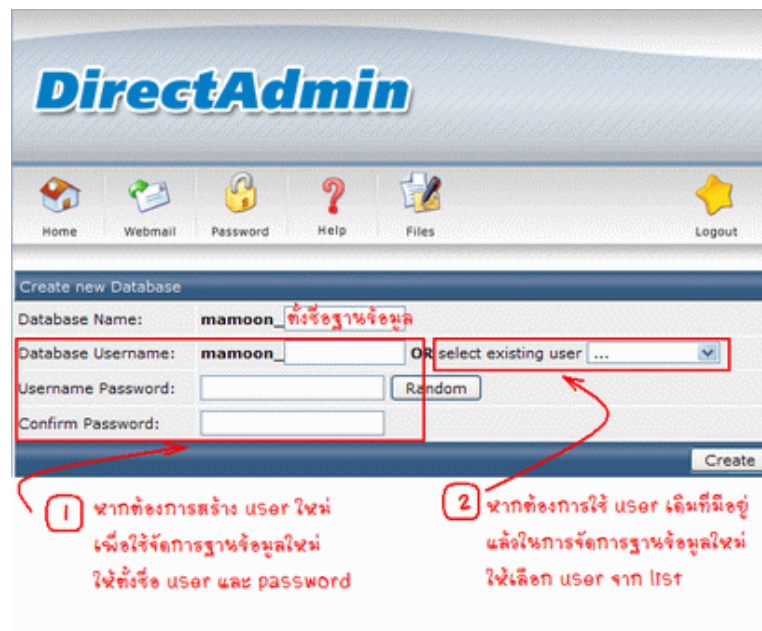 DirectAdmin
Home Webmail Password Help Files Logout
Create new Database
Database Name: mamoon_ ตั้งชื่อฐานข้อมูล
Database Username: mamoon_ OR select existing user ...
Username Password: Random
Confirm Password:
Create
1 หากต้องการสร้าง user ใหม่
เพื่อใช้จัดการฐานข้อมูลใหม่
ให้ตั้งชื่อ user และ password
2 หากต้องการใช้ user เดิมที่มีอยู่
แล้วในการจัดการฐานข้อมูลใหม่
ให้เลือก user จาก list